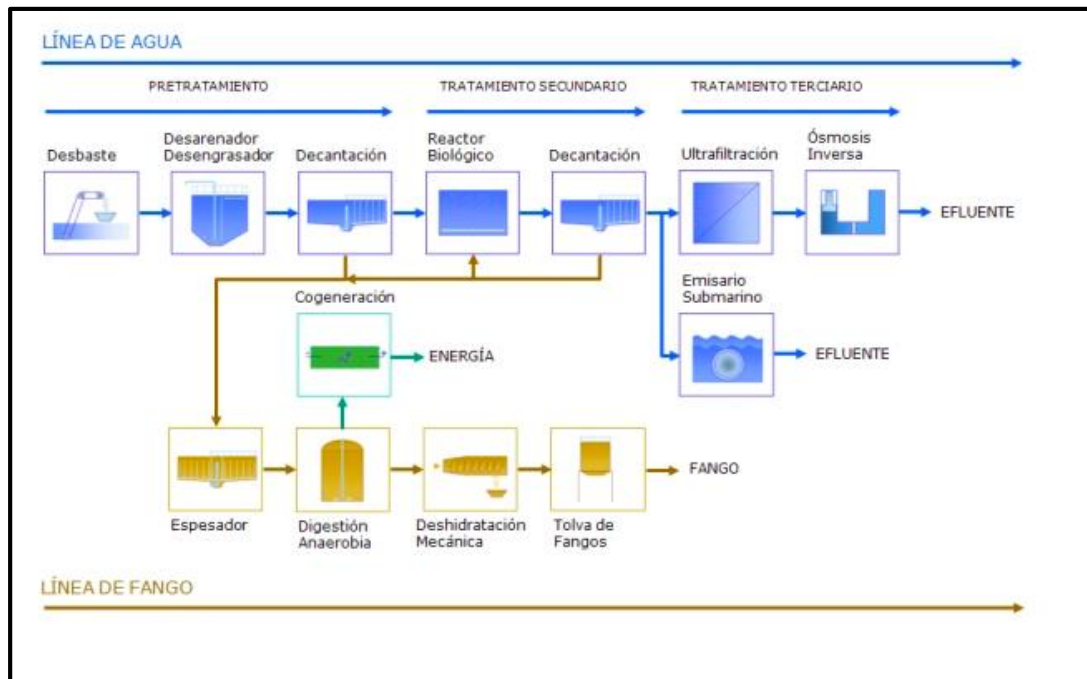 LÍNEA DE AGUA
PRETRATAMIENTO
TRATAMIENTO SECUNDARIO
TRATAMIENTO TERCIARIO
Desbaste
Desarenador
Desengrasador
Decantación
Reactor
Biológico
Decantación
Ultrafiltración
Ósmosis
Inversa
EFLUENTE
Cogeneración
ENERGÍA
Emisario
Submarino
EFLUENTE
Espesador
Digestión
Anaerobia
Deshidratación
Mecánica
Tolva de
Fangos
FANGO
LÍNEA DE FANGO